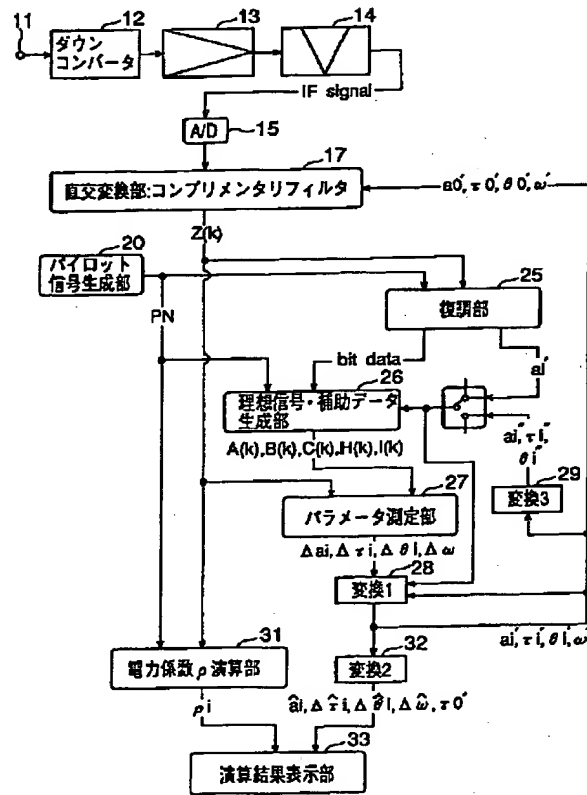 11
12
ダウン
コンバータ
13
14
IF signal
A/D
15
17
直交変換部:コンプリメンタリフィルタ
a0′,τ0′,θ0′,ω′
Z(k)
20
パイロット
信号生成部
PN
25
復調部
bit data
ai′
26
理想信号・補助データ
生成部
A(k),B(k),C(k),H(k),I(k)
ai″,τi″,
θi″
29
変換3
27
パラメータ測定部
Δai,Δτi,Δθi,Δω
28
変換1
ai′,τi′,θi′,ω′
31
電力係数ρ演算部
32
変換2
ρi
âi,Δτ̂i,Δθ̂i,Δω̂,τ0′
33
演算結果表示部